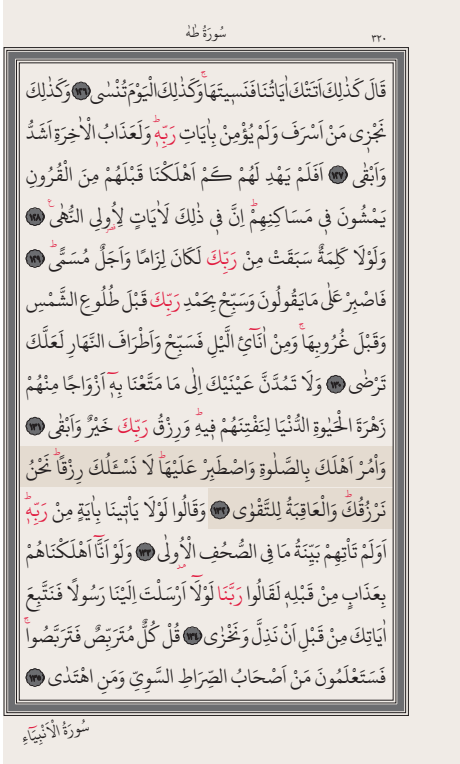 سُورَةُ طٰهٰ
٣٢٠
قَالَ كَذٰلِكَ اَتَتْكَ اٰيَاتُنَا فَنَسِيتَهَاۚ وَكَذٰلِكَ الْيَوْمَ تُنْسٰى ﴿١٢٦﴾ وَكَذٰلِكَ
نَجْزِى مَنْ اَسْرَفَ وَلَمْ يُؤْمِنْ بِاٰيَاتِ رَبِّهٖۜ وَلَعَذَابُ الْاٰخِرَةِ اَشَدُّ
وَاَبْقٰى ﴿١٢٧﴾ اَفَلَمْ يَهْدِ لَهُمْ كَمْ اَهْلَكْنَا قَبْلَهُمْ مِنَ الْقُرُونِ
يَمْشُونَ فِى مَسَاكِنِهِمْۜ اِنَّ فِى ذٰلِكَ لَاٰيَاتٍ لِاُولِى النُّهٰى۟ ﴿١٢٨﴾
وَلَوْلَا كَلِمَةٌ سَبَقَتْ مِنْ رَبِّكَ لَكَانَ لِزَامًا وَاَجَلٌ مُسَمًّىۜ ﴿١٢٩﴾
فَاصْبِرْ عَلٰى مَا يَقُولُونَ وَسَبِّحْ بِحَمْدِ رَبِّكَ قَبْلَ طُلُوعِ الشَّمْسِ
وَقَبْلَ غُرُوبِهَاۚ وَمِنْ اٰنَٓائِ الَّيْلِ فَسَبِّحْ وَاَطْرَافَ النَّهَارِ لَعَلَّكَ
تَرْضٰى ﴿١٣٠﴾ وَلَا تَمُدَّنَّ عَيْنَيْكَ اِلٰى مَا مَتَّعْنَا بِهٖٓ اَزْوَاجًا مِنْهُمْ
زَهْرَةَ الْحَيٰوةِ الدُّنْيَا لِنَفْتِنَهُمْ فِيهِۜ وَرِزْقُ رَبِّكَ خَيْرٌ وَاَبْقٰى ﴿١٣١﴾
وَاْمُرْ اَهْلَكَ بِالصَّلٰوةِ وَاصْطَبِرْ عَلَيْهَاۜ لَا نَسْـَٔلُكَ رِزْقًاۜ نَحْنُ
نَرْزُقُكَۜ وَالْعَاقِبَةُ لِلتَّقْوٰى ﴿١٣٢﴾ وَقَالُوا لَوْلَا يَاْتِينَا بِاٰيَةٍ مِنْ رَبِّهٖۜ
اَوَلَمْ تَاْتِهِمْ بَيِّنَةُ مَا فِى الصُّحُفِ الْاُولٰى ﴿١٣٣﴾ وَلَوْ اَنَّٓا اَهْلَكْنَاهُمْ
بِعَذَابٍ مِنْ قَبْلِهٖ لَقَالُوا رَبَّنَا لَوْلَٓا اَرْسَلْتَ اِلَيْنَا رَسُولًا فَنَتَّبِعَ
اٰيَاتِكَ مِنْ قَبْلِ اَنْ نَذِلَّ وَنَخْزٰى ﴿١٣٤﴾ قُلْ كُلٌّ مُتَرَبِّصٌ فَتَرَبَّصُواۚ
فَسَتَعْلَمُونَ مَنْ اَصْحَابُ الصِّرَاطِ السَّوِىِّ وَمَنِ اهْتَدٰى ﴿١٣٥﴾
سُورَةُ الْاَنْبِيَٓاءِ